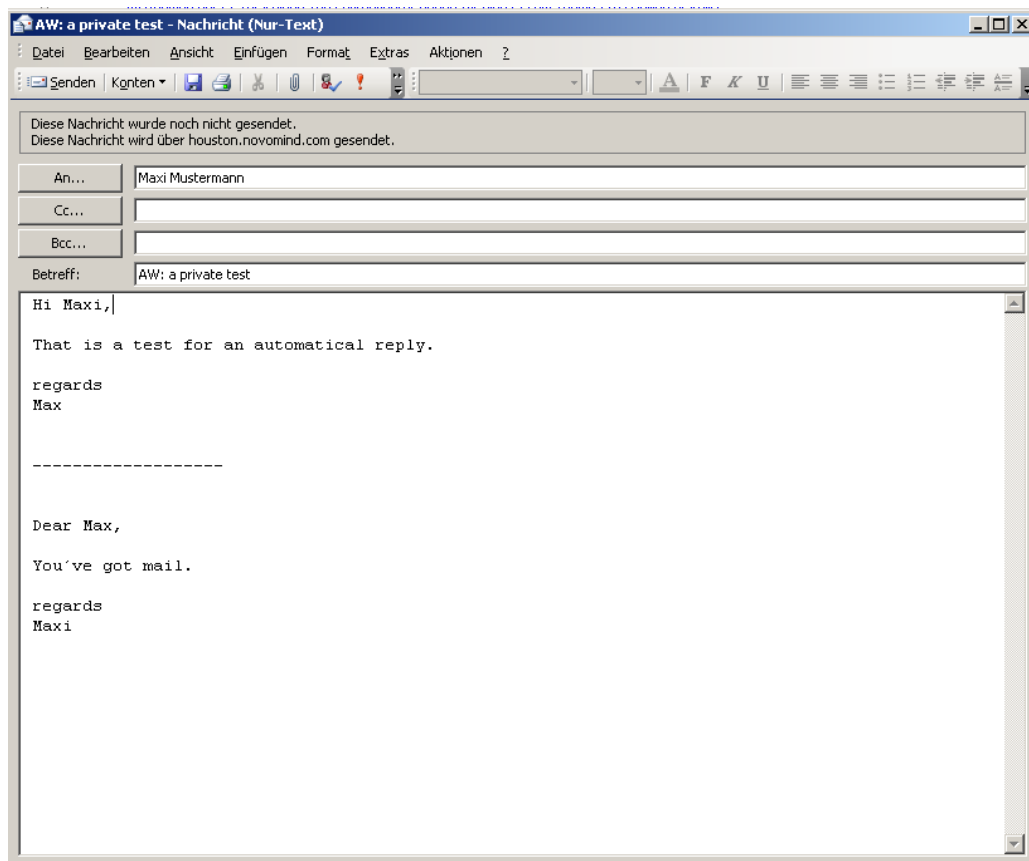 AW: a private test - Nachricht (Nur-Text)
Datei Bearbeiten Ansicht Einfügen Format Extras Aktionen ?
Senden Konten A F K U
Diese Nachricht wurde noch nicht gesendet.
Diese Nachricht wird über houston.novomind.com gesendet.
An... Maxi Mustermann
Cc...
Bcc...
Betreff: AW: a private test
Hi Maxi,
That is a test for an automatical reply.
regards
Max
-------------------
Dear Max,
You´ve got mail.
regards
Maxi